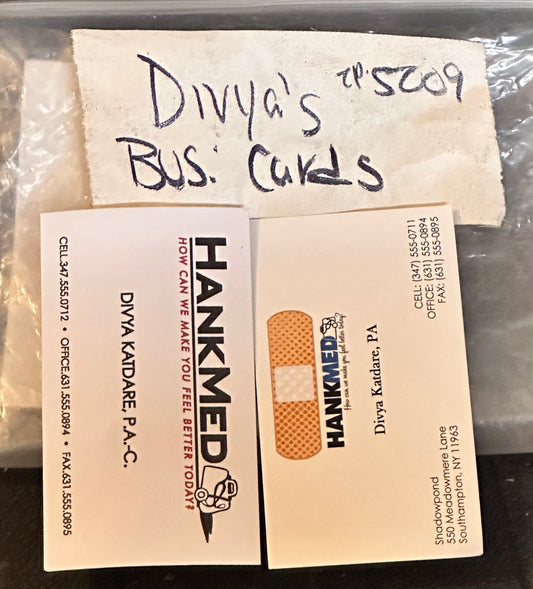 Divya's EP.5209
Bus. Cards
HANKMED
HOW CAN WE MAKE YOU FEEL BETTER TODAY?
DIVYA KATDARE, P.A.-C.
CELL.347.555.0712 • OFFICE.631.555.0894 • FAX.631.555.0895
HANKMED
How can we make you feel better today?
Divya Katdare, PA
CELL: (347) 555-0711
OFFICE: (631) 555-0894
FAX: (631) 555-0895
Shadowpond
550 Meadowmere Lane
Southampton, NY 11963